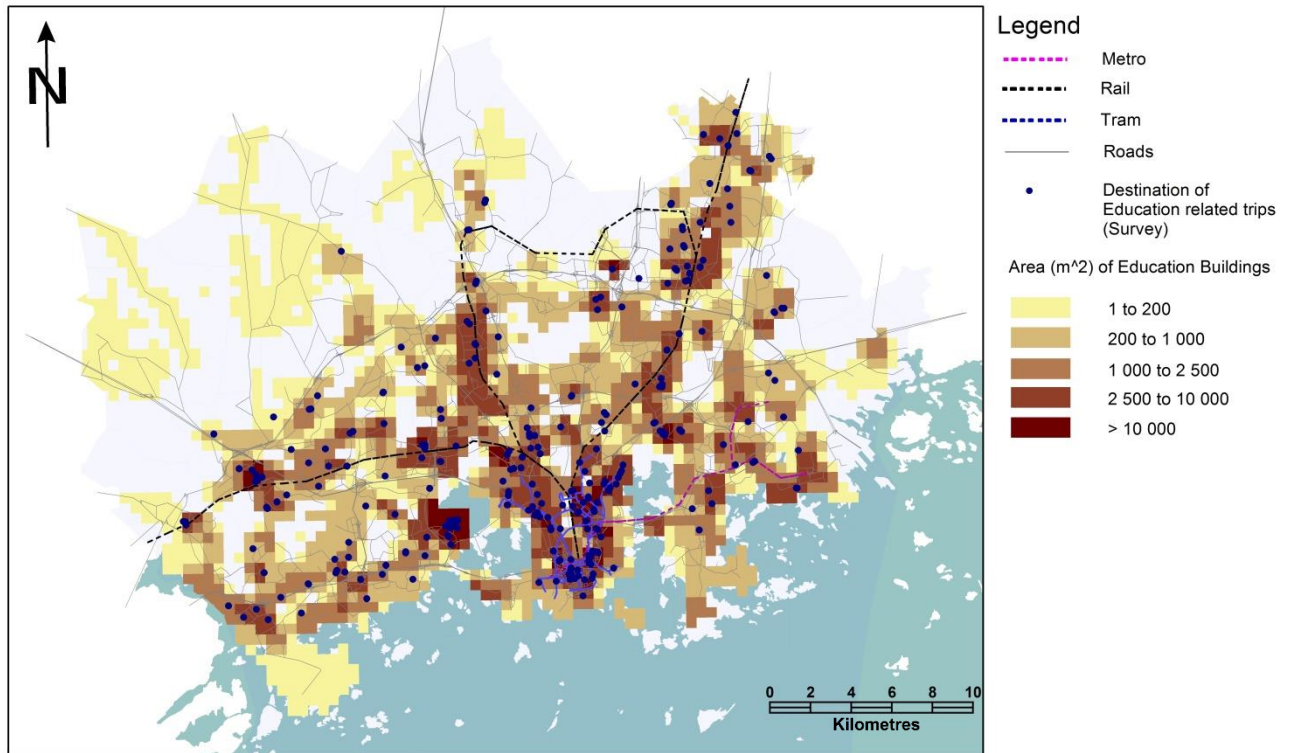 N
Legend
Metro
Rail
Tram
Roads
Destination of
Education related trips
(Survey)
Area (m^2) of Education Buildings
1 to 200
200 to 1 000
1 000 to 2 500
2 500 to 10 000
> 10 000
0 2 4 6 8 10
Kilometres